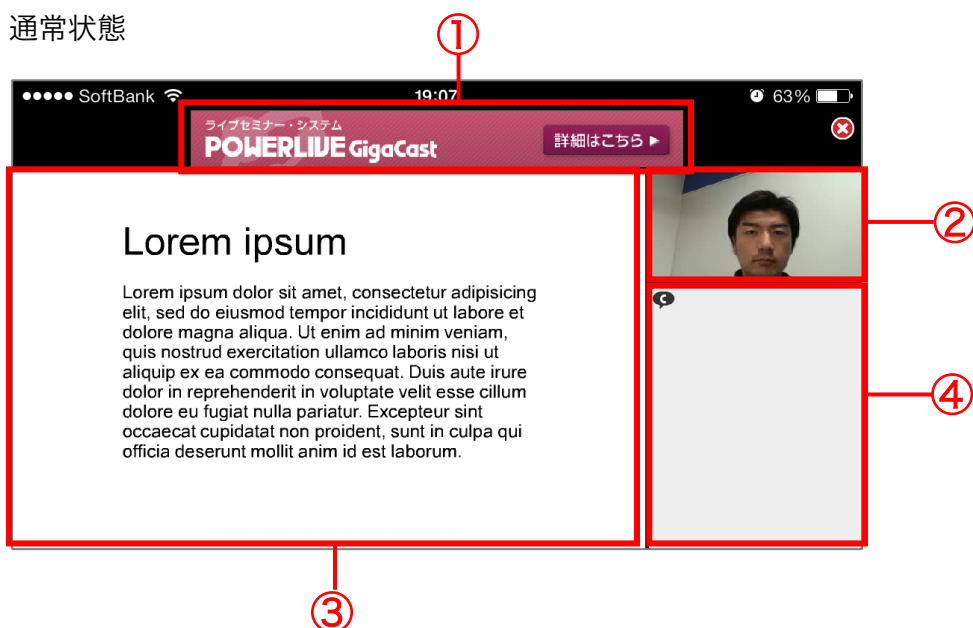 通常状態
①
●●●●● SoftBank 19:07 63%
ライブセミナー・システム
POWERLIVE GigaCast
詳細はこちら ▶
②
Lorem ipsum
Lorem ipsum dolor sit amet, consectetur adipisicing
elit, sed do eiusmod tempor incididunt ut labore et
dolore magna aliqua. Ut enim ad minim veniam,
quis nostrud exercitation ullamco laboris nisi ut
aliquip ex ea commodo consequat. Duis aute irure
dolor in reprehenderit in voluptate velit esse cillum
dolore eu fugiat nulla pariatur. Excepteur sint
occaecat cupidatat non proident, sunt in culpa qui
officia deserunt mollit anim id est laborum.
C
④
③